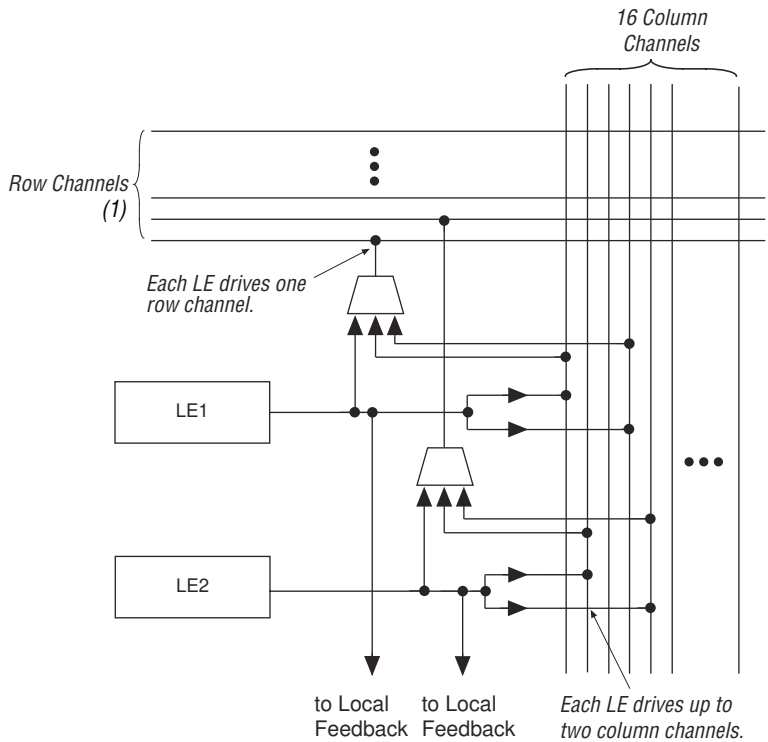 16 Column
Channels
Row Channels
(1)
Each LE drives one
row channel.
LE1
LE2
to Local
Feedback
to Local
Feedback
Each LE drives up to
two column channels.